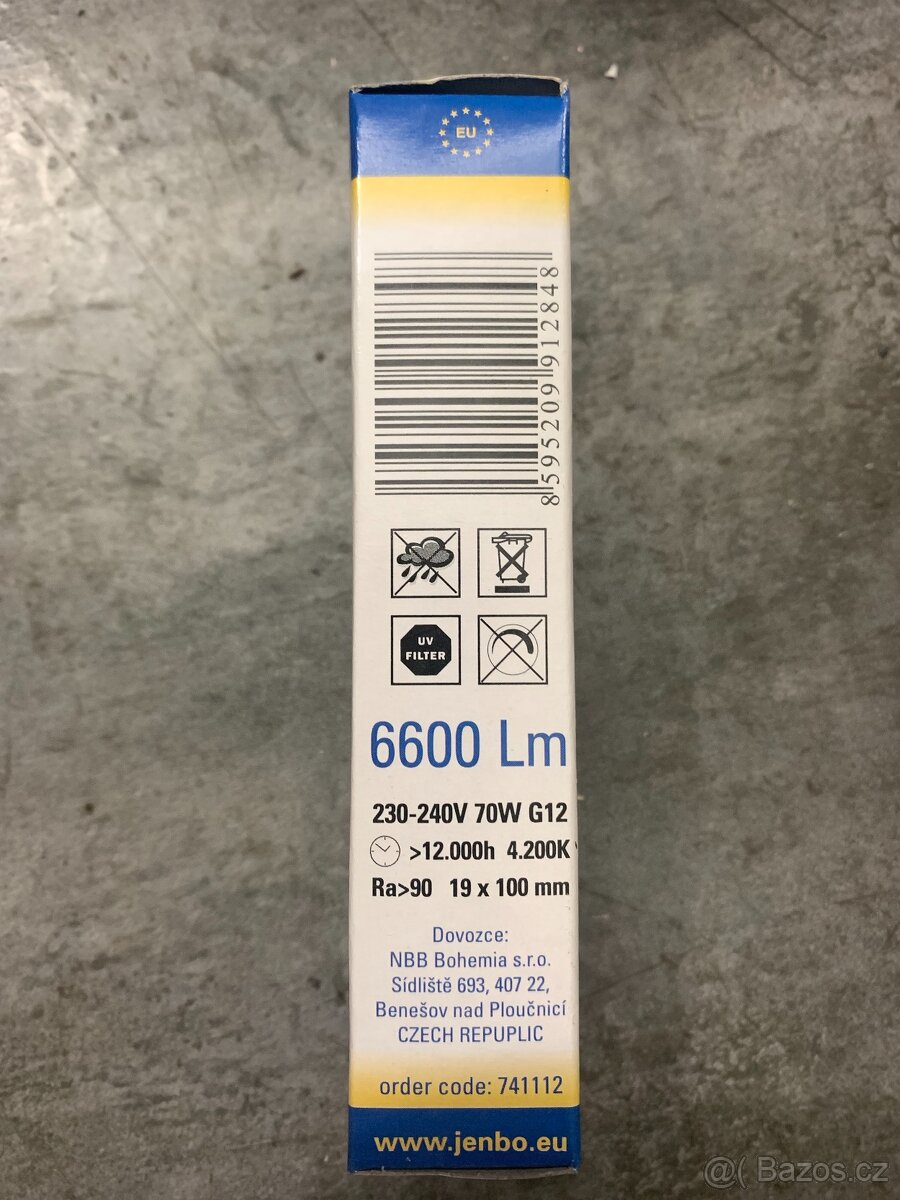 EU
8595209 912848
UV
FILTER
6600 Lm
230-240V 70W G12
>12.000h 4.200K
Ra>90 19 x 100 mm
Dovozce:
NBB Bohemia s.r.o.
Sídliště 693, 407 22,
Benešov nad Ploučnicí
CZECH REPUPLIC
order code: 741112
www.jenbo.eu
@( Bazos.cz